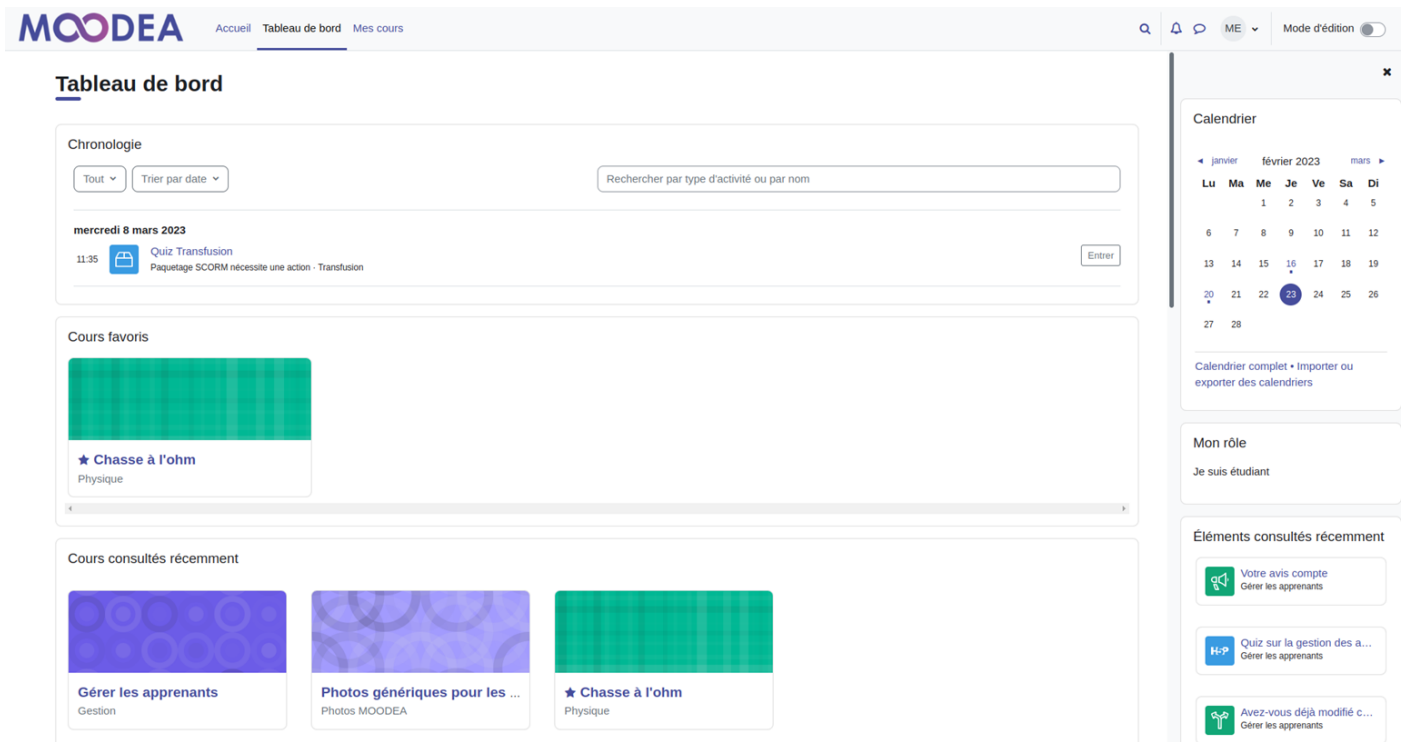 MOODEA
Accueil Tableau de bord Mes cours
ME
Mode d'édition
Tableau de bord
Chronologie
Tout
Trier par date
Rechercher par type d'activité ou par nom
mercredi 8 mars 2023
11:35
Quiz Transfusion
Paquetage SCORM nécessite une action · Transfusion
Entrer
Cours favoris
Chasse à l'ohm
Physique
Cours consultés récemment
Gérer les apprenants
Gestion
Photos génériques pour les ...
Photos MOODEA
Chasse à l'ohm
Physique
Calendrier
◄ janvier février 2023 mars ►
Lu Ma Me Je Ve Sa Di
1 2 3 4 5
6 7 8 9 10 11 12
13 14 15 16 17 18 19
20 21 22 23 24 25 26
27 28
Calendrier complet • Importer ou
exporter des calendriers
Mon rôle
Je suis étudiant
Éléments consultés récemment
Votre avis compte
Gérer les apprenants
H-P
Quiz sur la gestion des a...
Gérer les apprenants
Avez-vous déjà modifié c...
Gérer les apprenants